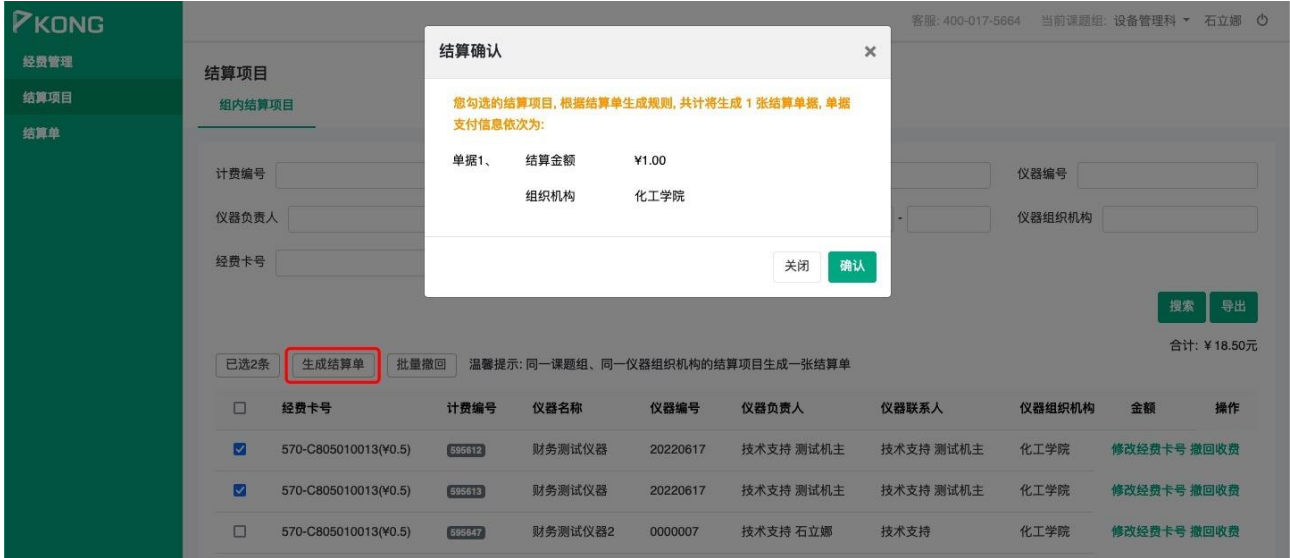 KONG
客服: 400-017-5664 当前课题组: 设备管理科 石立娜
经费管理
结算项目
结算单
结算项目
组内结算项目
结算确认 ×
您勾选的结算项目, 根据结算单生成规则, 共计将生成 1 张结算单据, 单据
支付信息依次为:
单据1、 结算金额 ¥1.00
组织机构 化工学院
关闭 确认
计费编号 仪器编号
仪器负责人 - 仪器组织机构
经费卡号
搜索 导出
合计: ¥18.50元
已选2条 生成结算单 批量撤回 温馨提示: 同一课题组、同一仪器组织机构的结算项目生成一张结算单
经费卡号 计费编号 仪器名称 仪器编号 仪器负责人 仪器联系人 仪器组织机构 金额 操作
570-C805010013(¥0.5) 595612 财务测试仪器 20220617 技术支持 测试机主 技术支持 测试机主 化工学院 修改经费卡号 撤回收费
570-C805010013(¥0.5) 595613 财务测试仪器 20220617 技术支持 测试机主 技术支持 测试机主 化工学院 修改经费卡号 撤回收费
570-C805010013(¥0.5) 595647 财务测试仪器2 0000007 技术支持 石立娜 技术支持 化工学院 修改经费卡号 撤回收费